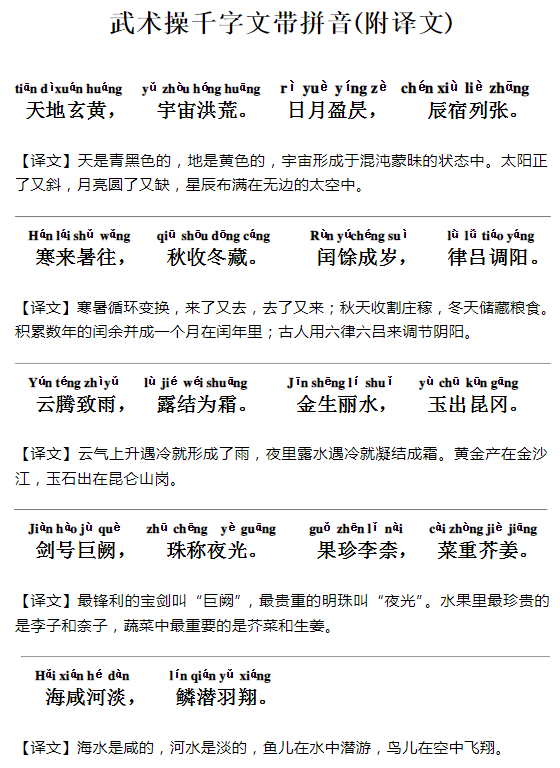 武术操千字文带拼音(附译文)
tiān dìxuán huáng yǔ zhòu hóng huāng rì yuè yíng zè chén xiù liè zhāng
天地玄黄， 宇宙洪荒。 日月盈昃， 辰宿列张。
【译文】天是青黑色的，地是黄色的，宇宙形成于混沌蒙昧的状态中。太阳正
了又斜，月亮圆了又缺，星辰布满在无边的太空中。
Hán lái shǔ wǎng qiū shōu dōng cáng Rùn yúchéng suì lù lǔ tiáo yáng
寒来暑往， 秋收冬藏。 闰馀成岁， 律吕调阳。
【译文】寒暑循环变换，来了又去，去了又来；秋天收割庄稼，冬天储藏粮食。
积累数年的闰余并成一个月在闰年里；古人用六律六吕来调节阴阳。
Yún téng zhìyǔ lù jié wéi shuāng Jīn shēng lí shuǐ yù chū kūn gāng
云腾致雨， 露结为霜。 金生丽水， 玉出昆冈。
【译文】云气上升遇冷就形成了雨，夜里露水遇冷就凝结成霜。黄金产在金沙
江，玉石出在昆仑山岗。
Jiàn hào jù què zhū chēng yè guāng guǒ zhēn lǐ nài cài zhòng jiè jiāng
剑号巨阙， 珠称夜光。 果珍李柰， 菜重芥姜。
【译文】最锋利的宝剑叫“巨阙”，最贵重的明珠叫“夜光”。水果里最珍贵的
是李子和柰子，蔬菜中最重要的是芥菜和生姜。
Hǎi xián hé dàn lín qián yǔ xiáng
海咸河淡， 鳞潜羽翔。
【译文】海水是咸的，河水是淡的，鱼儿在水中潜游，鸟儿在空中飞翔。